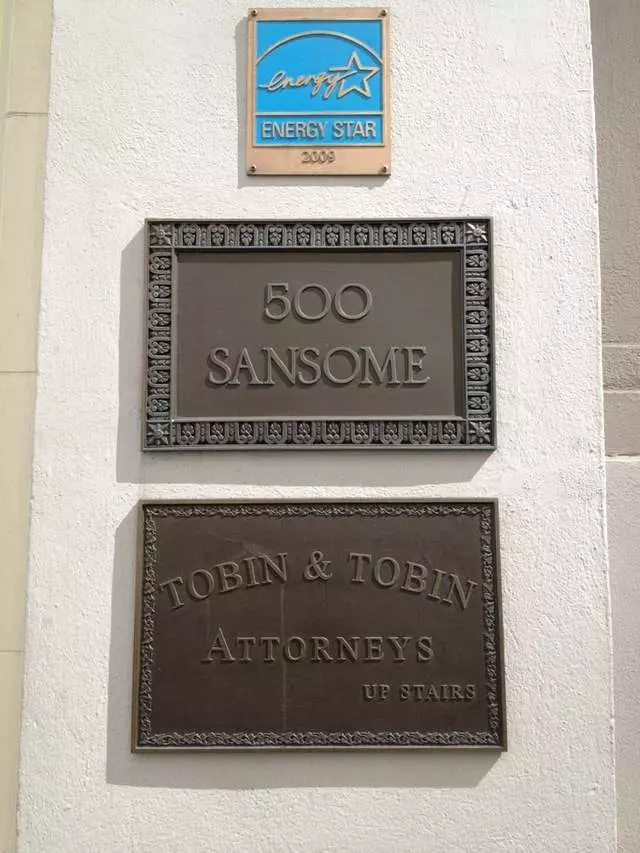 energy
ENERGY STAR
2009
500
SANSOME
TOBIN & TOBIN
ATTORNEYS
UP STAIRS